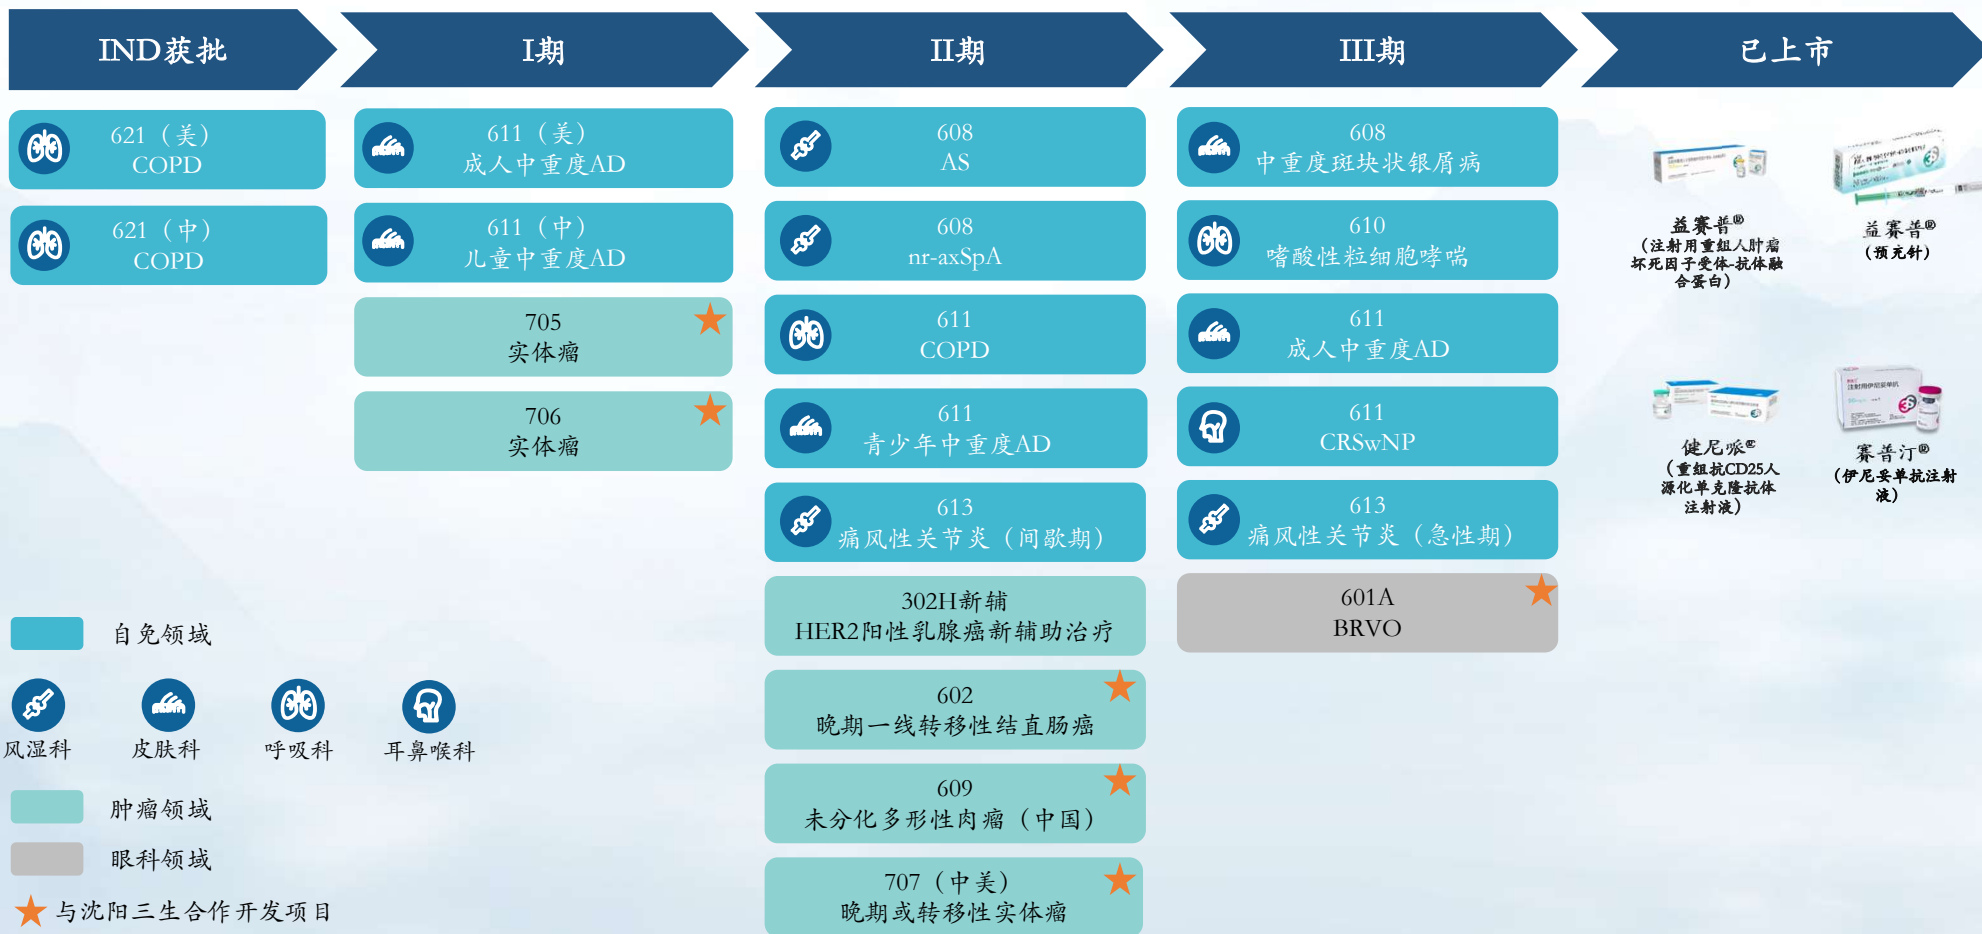 IND获批
I期
II期
III期
已上市
621（美）
COPD
621（中）
COPD
611（美）
成人中重度AD
611（中）
儿童中重度AD
705
实体瘤
706
实体瘤
608
AS
608
nr-axSpA
611
COPD
611
青少年中重度AD
613
痛风性关节炎（间歇期）
302H新辅
HER2阳性乳腺癌新辅助治疗
602
晚期一线转移性结直肠癌
609
未分化多形性肉瘤（中国）
707（中美）
晚期或转移性实体瘤
608
中重度斑块状银屑病
610
嗜酸性粒细胞哮喘
611
成人中重度AD
611
CRSwNP
613
痛风性关节炎（急性期）
601A
BRVO
益赛普®
（注射用重组人肿瘤
坏死因子受体-抗体融
合蛋白）
益赛普®
（预充针）
健尼哌®
（重组抗CD25人
源化单克隆抗体
注射液）
注射用伊尼妥单抗
赛普汀®
（伊尼妥单抗注射
液）
自免领域
风湿科
皮肤科
呼吸科
耳鼻喉科
肿瘤领域
眼科领域
与沈阳三生合作开发项目